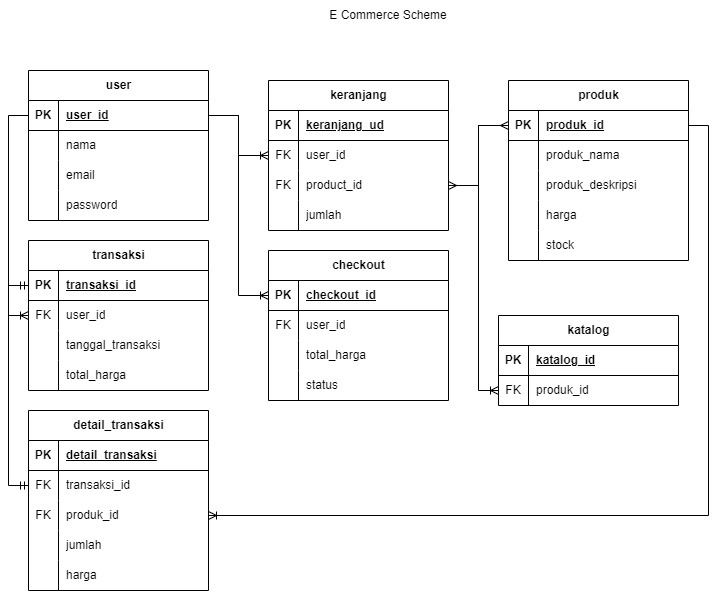 E Commerce Scheme
user
PK user_id
nama
email
password
keranjang
PK keranjang_ud
FK user_id
FK product_id
jumlah
produk
PK produk_id
produk_nama
produk_deskripsi
harga
stock
transaksi
PK transaksi_id
FK user_id
tanggal_transaksi
total_harga
checkout
PK checkout_id
FK user_id
total_harga
status
katalog
PK katalog_id
FK produk_id
detail_transaksi
PK detail_transaksi
FK transaksi_id
FK produk_id
jumlah
harga